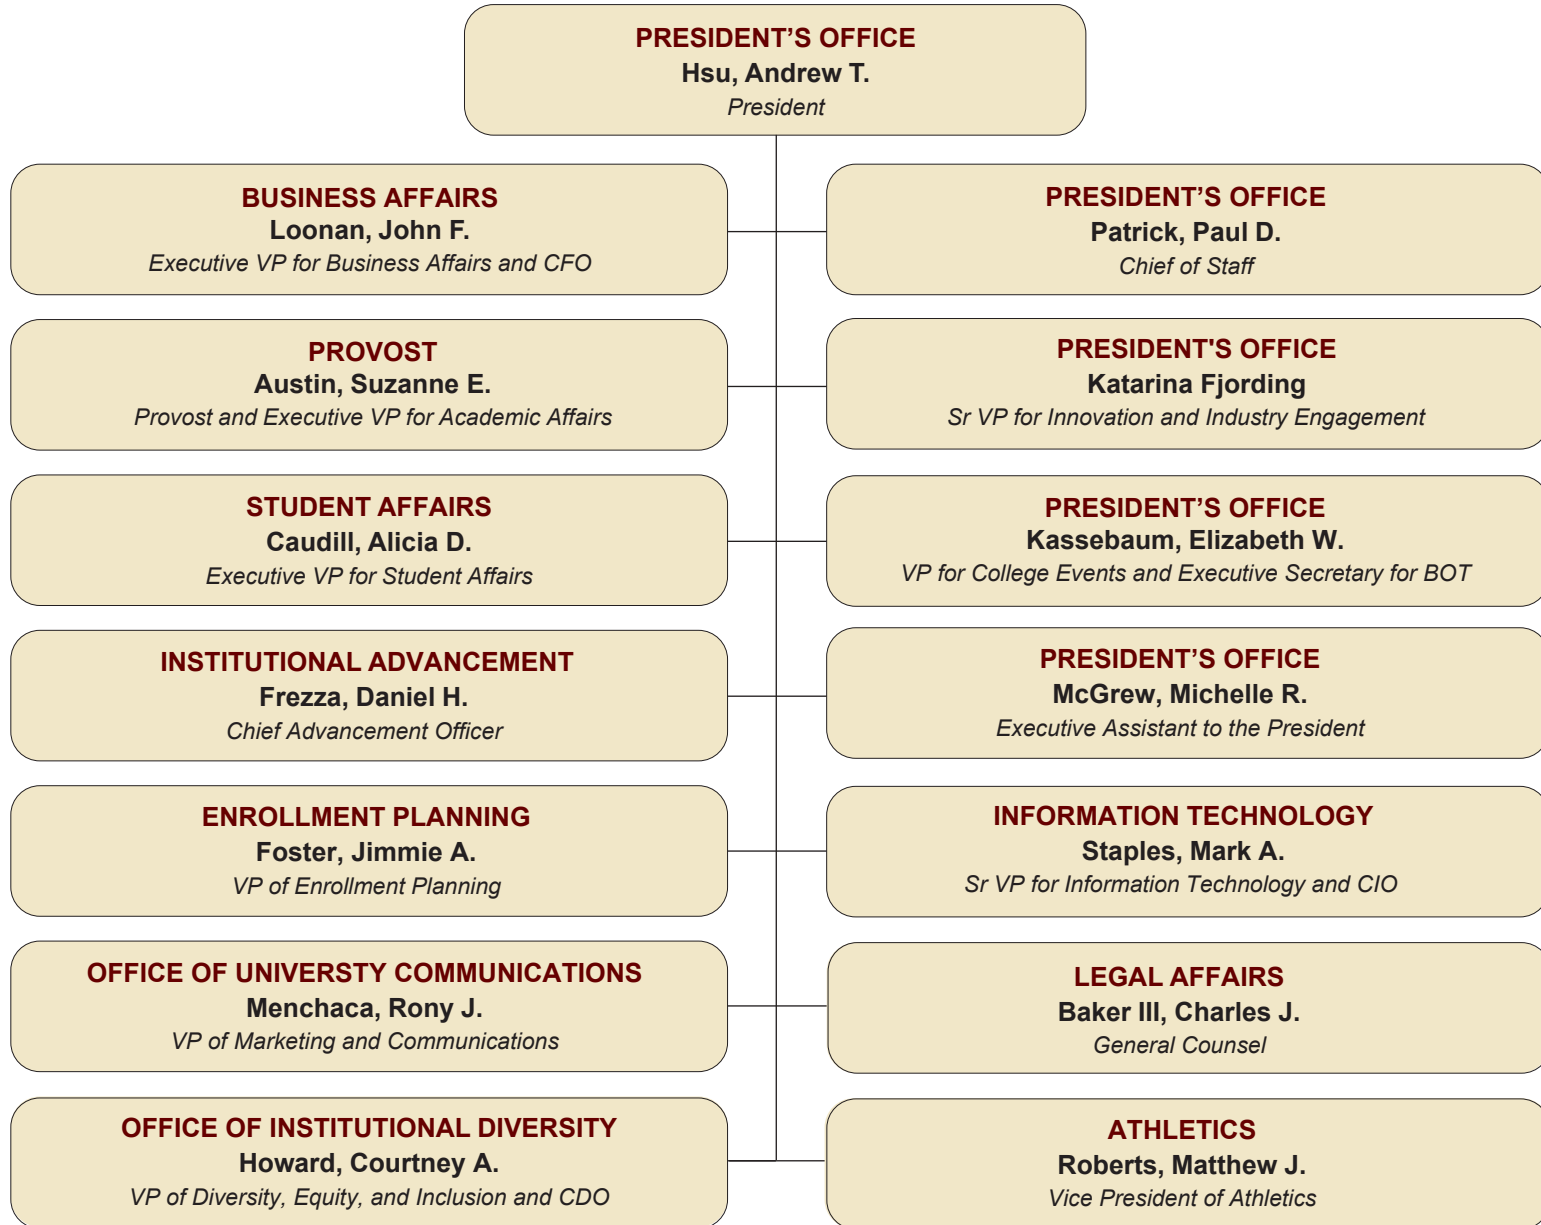 PRESIDENT’S OFFICE
Hsu, Andrew T.
President
BUSINESS AFFAIRS
Loonan, John F.
Executive VP for Business Affairs and CFO
PRESIDENT’S OFFICE
Patrick, Paul D.
Chief of Staff
PROVOST
Austin, Suzanne E.
Provost and Executive VP for Academic Affairs
PRESIDENT'S OFFICE
Katarina Fjording
Sr VP for Innovation and Industry Engagement
STUDENT AFFAIRS
Caudill, Alicia D.
Executive VP for Student Affairs
PRESIDENT’S OFFICE
Kassebaum, Elizabeth W.
VP for College Events and Executive Secretary for BOT
INSTITUTIONAL ADVANCEMENT
Frezza, Daniel H.
Chief Advancement Officer
PRESIDENT’S OFFICE
McGrew, Michelle R.
Executive Assistant to the President
ENROLLMENT PLANNING
Foster, Jimmie A.
VP of Enrollment Planning
INFORMATION TECHNOLOGY
Staples, Mark A.
Sr VP for Information Technology and CIO
OFFICE OF UNIVERSTY COMMUNICATIONS
Menchaca, Rony J.
VP of Marketing and Communications
LEGAL AFFAIRS
Baker III, Charles J.
General Counsel
OFFICE OF INSTITUTIONAL DIVERSITY
Howard, Courtney A.
VP of Diversity, Equity, and Inclusion and CDO
ATHLETICS
Roberts, Matthew J.
Vice President of Athletics